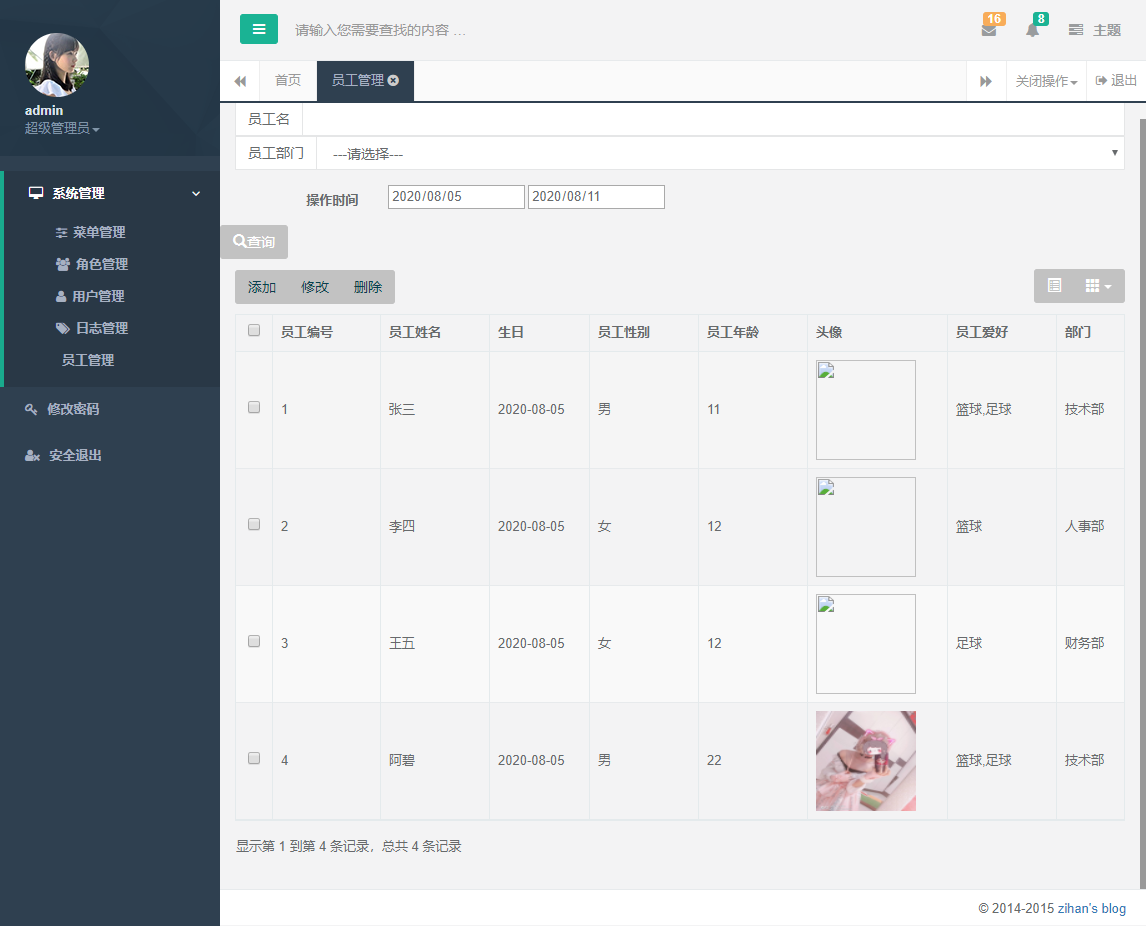 admin
超级管理员
系统管理
菜单管理
角色管理
用户管理
日志管理
员工管理
修改密码
安全退出
请输入您需要查找的内容 …
16
8
主题
首页
员工管理
关闭操作
退出
员工名
员工部门 ---请选择---
操作时间 2020/08/05 2020/08/11
查询
添加 修改 删除
员工编号 员工姓名 生日 员工性别 员工年龄 头像 员工爱好 部门
1 张三 2020-08-05 男 11 篮球,足球 技术部
2 李四 2020-08-05 女 12 篮球 人事部
3 王五 2020-08-05 女 12 足球 财务部
4 阿碧 2020-08-05 男 22 篮球,足球 技术部
显示第 1 到第 4 条记录，总共 4 条记录
© 2014-2015 zihan's blog